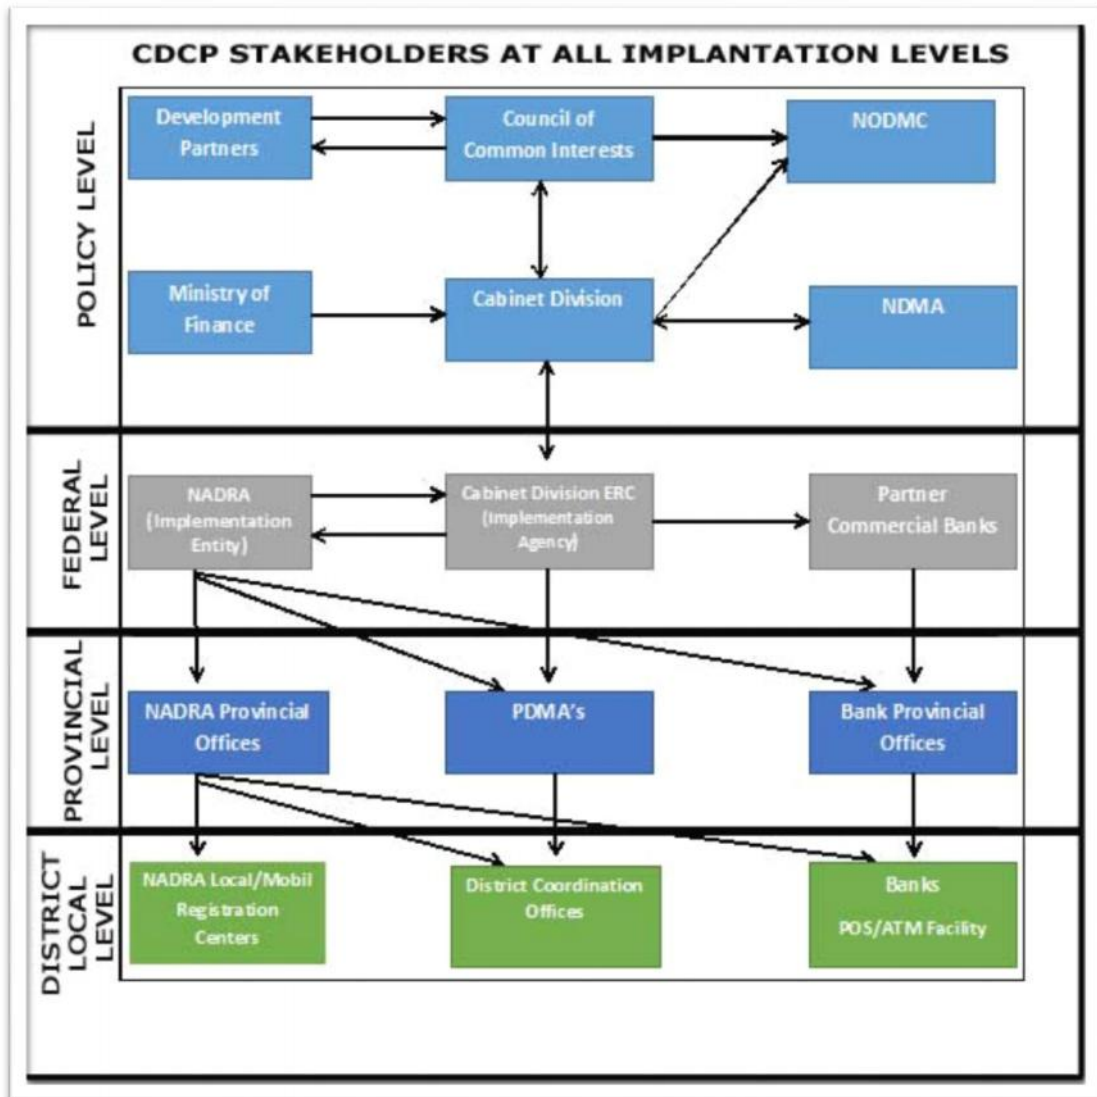 CDCP STAKEHOLDERS AT ALL IMPLANTATION LEVELS
POLICY LEVEL
Development
Partners
Council of
Common Interests
NODMC
Ministry of
Finance
Cabinet Division
NDMA
FEDERAL
LEVEL
NADRA
(Implementation
Entity)
Cabinet Division ERC
(Implementation
Agency)
Partner
Commercial Banks
PROVINCIAL
LEVEL
NADRA Provincial
Offices
PDMA's
Bank Provincial
Offices
DISTRICT
LOCAL
LEVEL
NADRA Local/Mobil
Registration
Centers
District Coordination
Offices
Banks
POS/ATM Facility